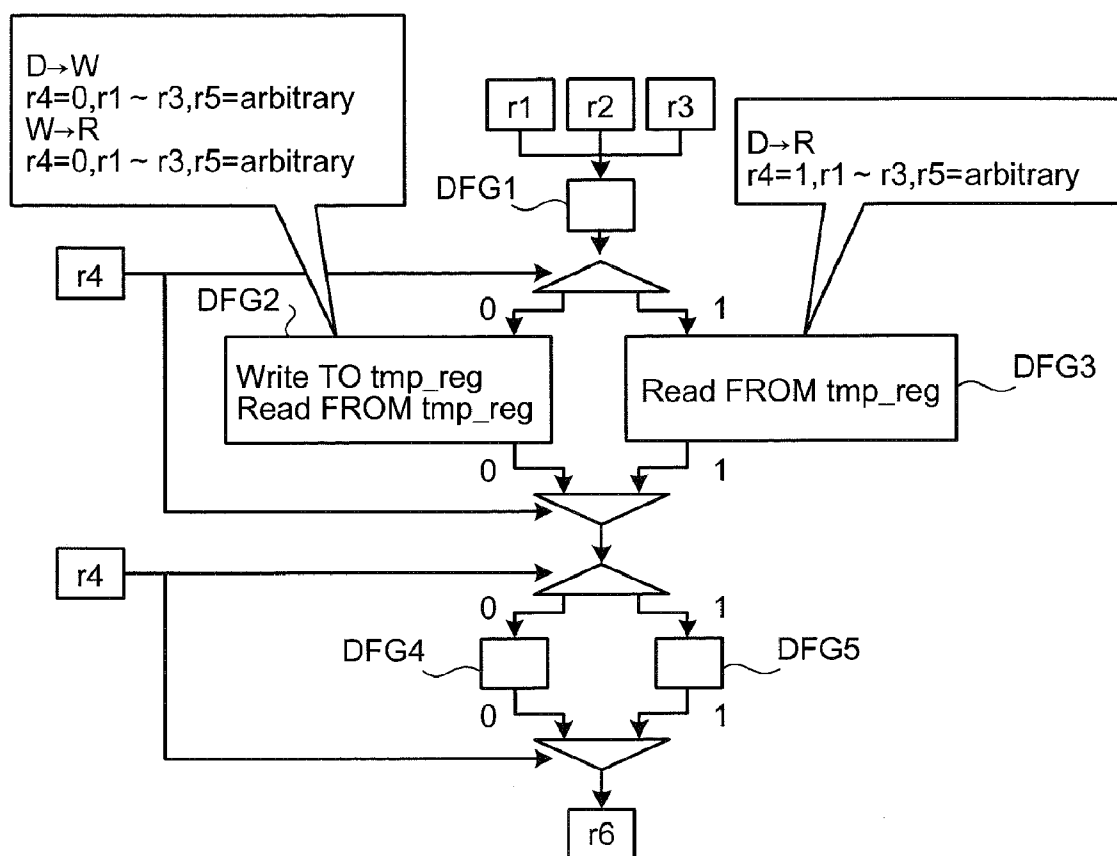 D→W
r4=0,r1 ~ r3,r5=arbitrary
W→R
r4=0,r1 ~ r3,r5=arbitrary
r1
r2
r3
D→R
r4=1,r1 ~ r3,r5=arbitrary
DFG1
r4
DFG2
0
1
Write TO tmp_reg
Read FROM tmp_reg
Read FROM tmp_reg
DFG3
0
1
r4
0
1
DFG4
DFG5
0
1
r6